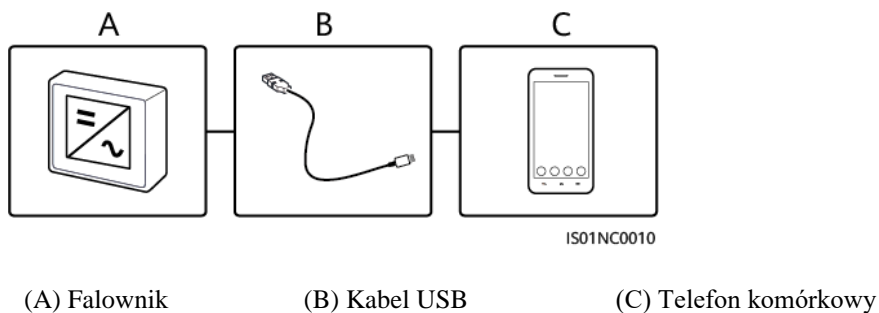 A B C
IS01NC0010
(A) Falownik (B) Kabel USB (C) Telefon komórkowy